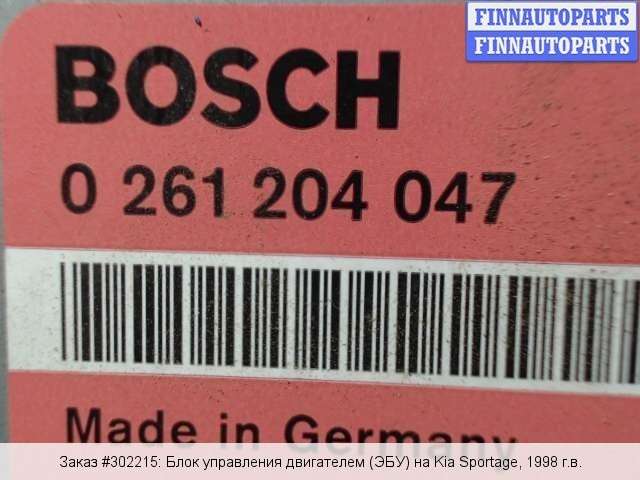 FINNAUTOPARTS
FINNAUTOPARTS
BOSCH
0 261 204 047
Made in Germany
Заказ #302215: Блок управления двигателем (ЭБУ) на Kia Sportage, 1998 г.в.